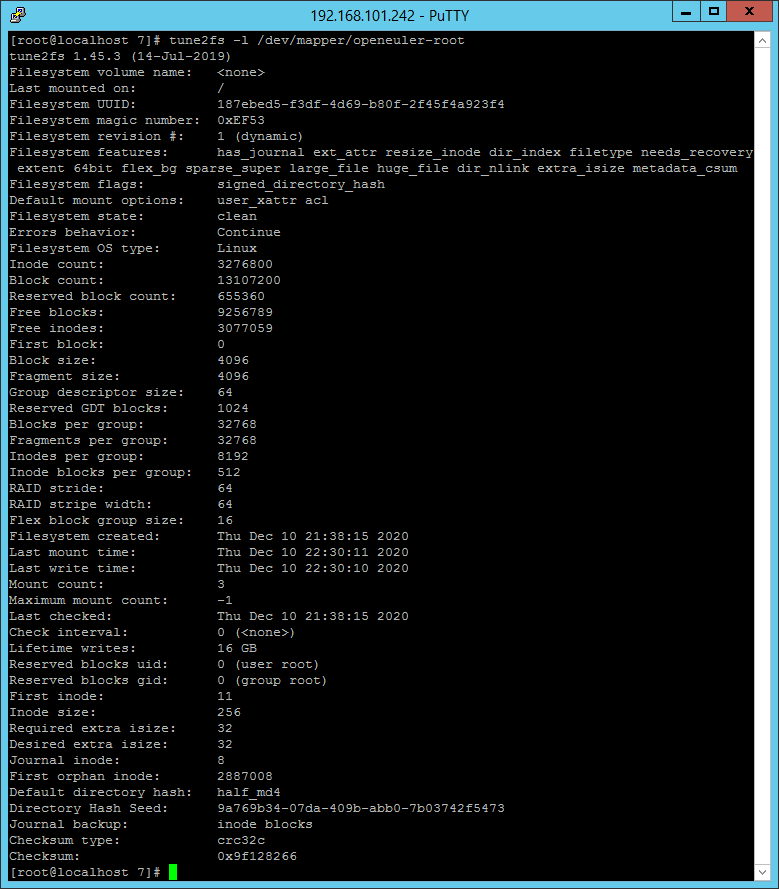 192.168.101.242 - PuTTY
[root@localhost 7]# tune2fs -l /dev/mapper/openeuler-root
tune2fs 1.45.3 (14-Jul-2019)
Filesystem volume name:   <none>
Last mounted on:          /
Filesystem UUID:          187ebed5-f3df-4d69-b80f-2f45f4a923f4
Filesystem magic number:  0xEF53
Filesystem revision #:    1 (dynamic)
Filesystem features:      has_journal ext_attr resize_inode dir_index filetype needs_recovery
 extent 64bit flex_bg sparse_super large_file huge_file dir_nlink extra_isize metadata_csum
Filesystem flags:         signed_directory_hash
Default mount options:    user_xattr acl
Filesystem state:         clean
Errors behavior:          Continue
Filesystem OS type:       Linux
Inode count:              3276800
Block count:              13107200
Reserved block count:     655360
Free blocks:              9256789
Free inodes:              3077059
First block:              0
Block size:               4096
Fragment size:            4096
Group descriptor size:    64
Reserved GDT blocks:      1024
Blocks per group:         32768
Fragments per group:      32768
Inodes per group:         8192
Inode blocks per group:   512
RAID stride:              64
RAID stripe width:        64
Flex block group size:    16
Filesystem created:       Thu Dec 10 21:38:15 2020
Last mount time:          Thu Dec 10 22:30:11 2020
Last write time:          Thu Dec 10 22:30:10 2020
Mount count:              3
Maximum mount count:      -1
Last checked:             Thu Dec 10 21:38:15 2020
Check interval:           0 (<none>)
Lifetime writes:          16 GB
Reserved blocks uid:      0 (user root)
Reserved blocks gid:      0 (group root)
First inode:              11
Inode size:               256
Required extra isize:     32
Desired extra isize:      32
Journal inode:            8
First orphan inode:       2887008
Default directory hash:   half_md4
Directory Hash Seed:      9a769b34-07da-409b-abb0-7b03742f5473
Journal backup:           inode blocks
Checksum type:            crc32c
Checksum:                 0x9f128266
[root@localhost 7]#